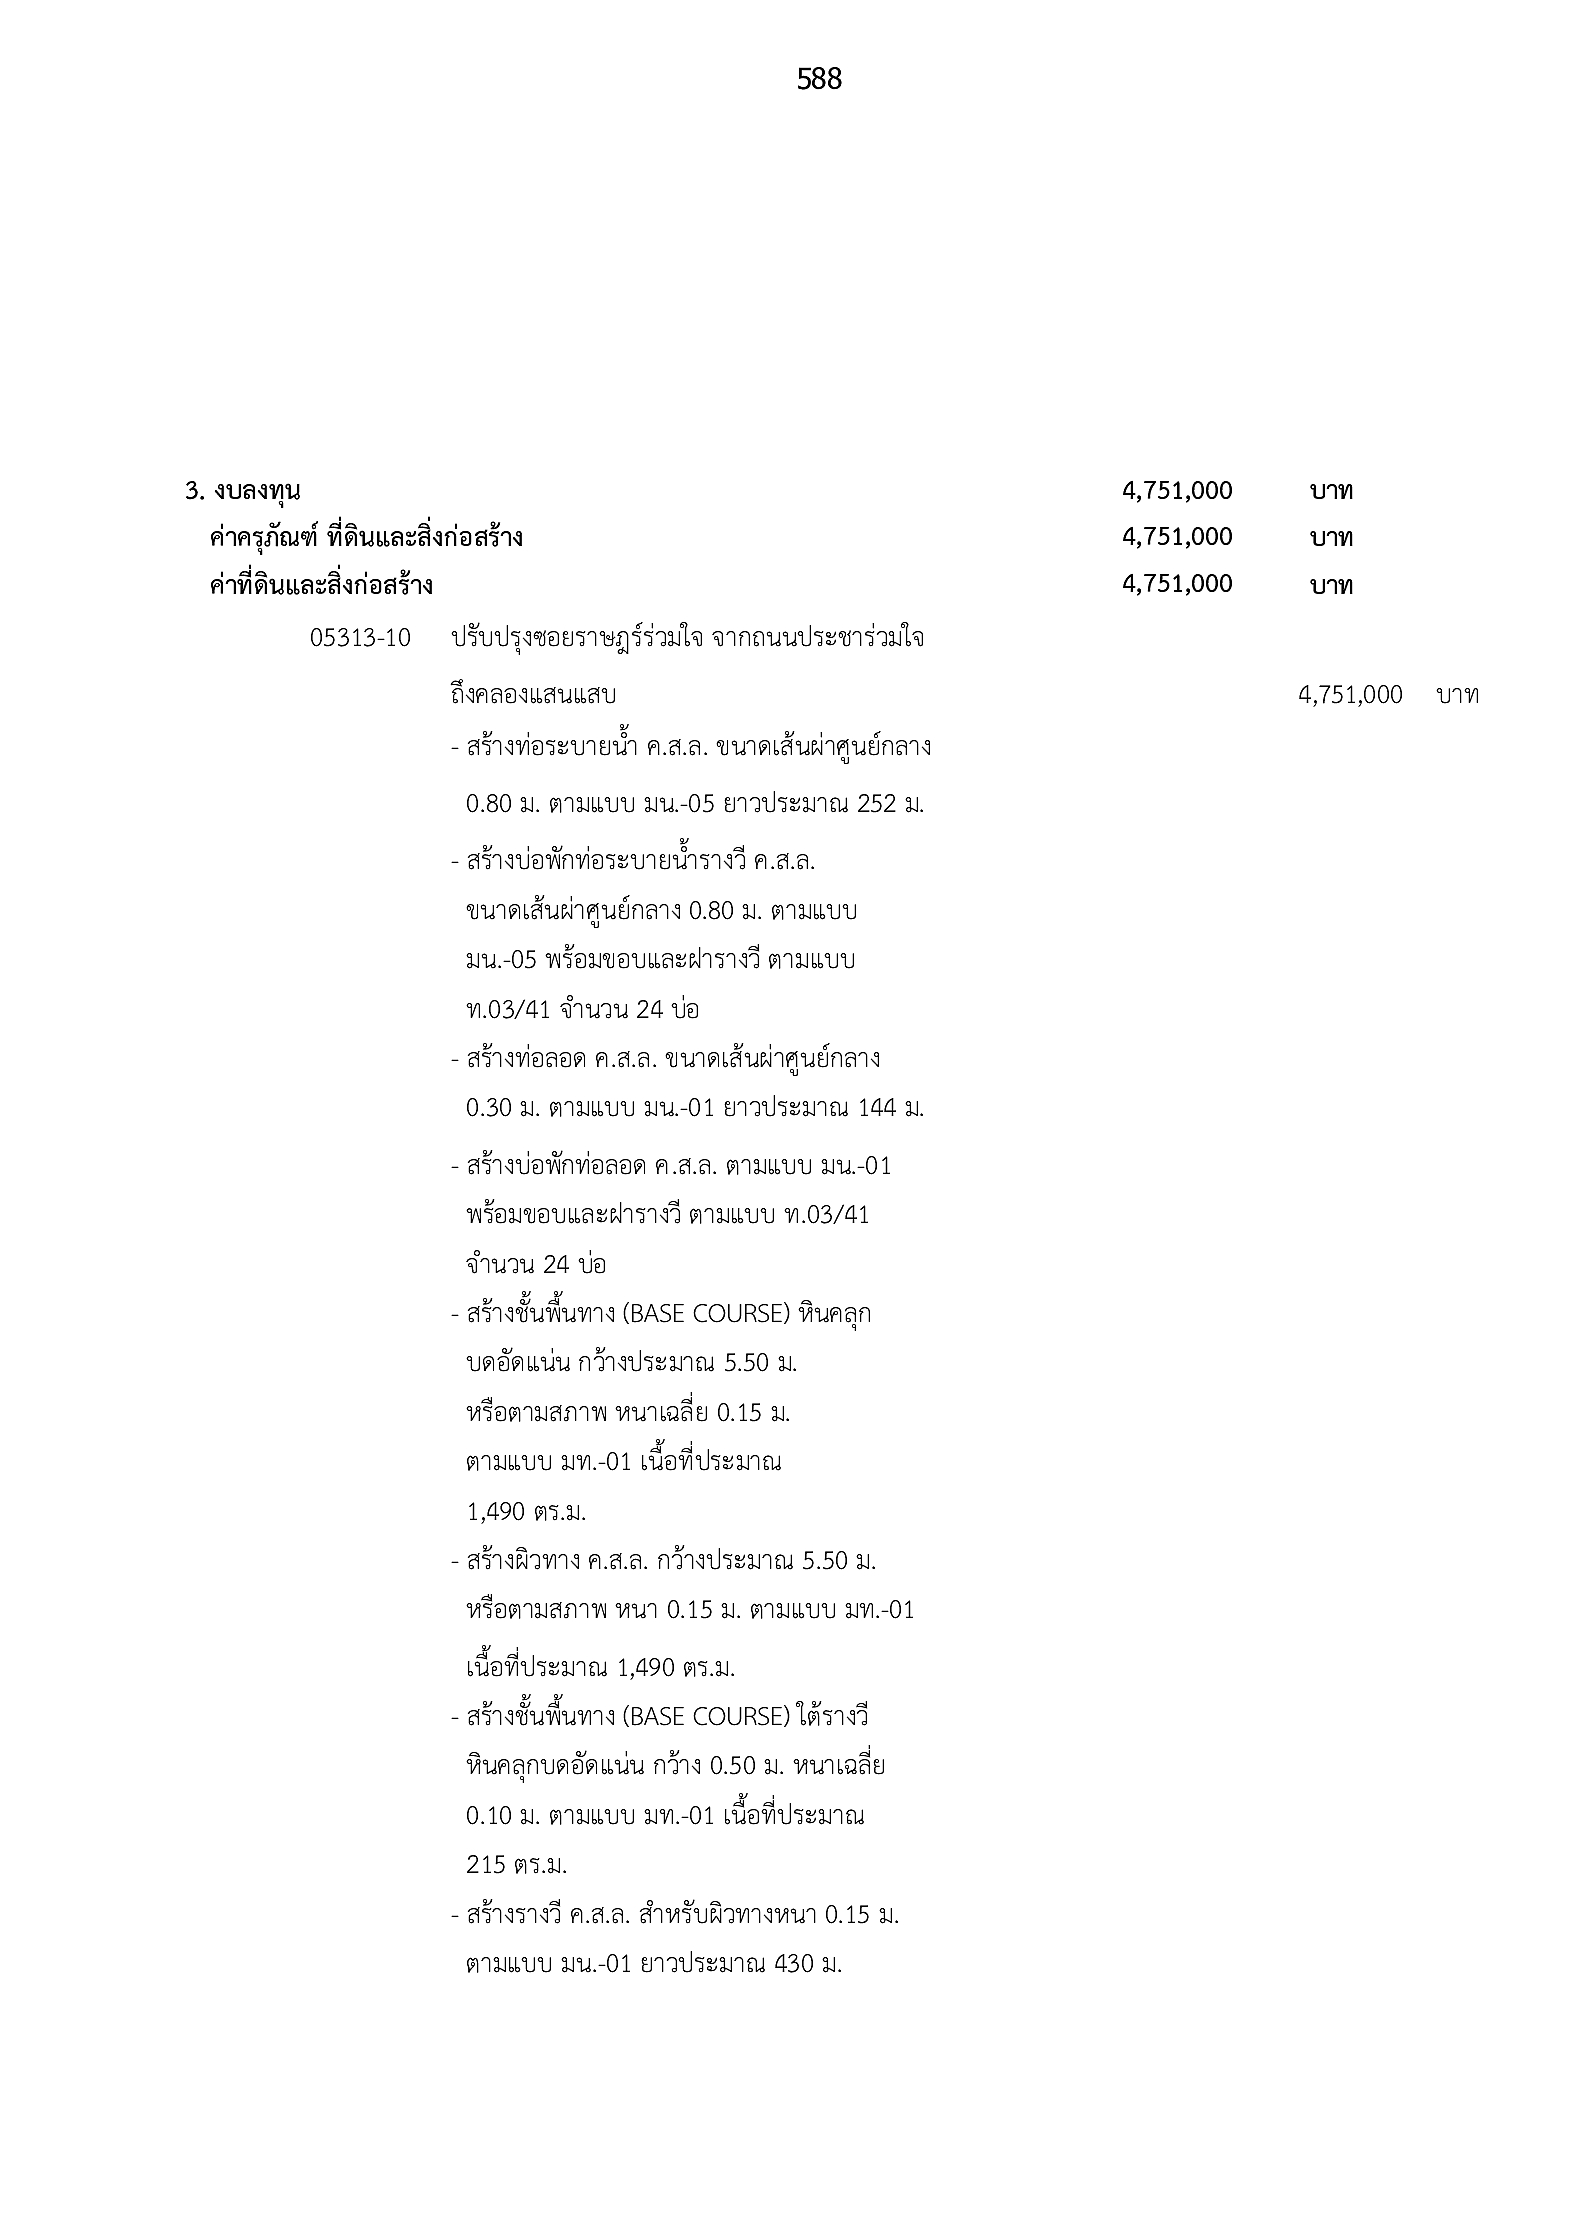 588
3. งบลงทุน 4,751,000 บาท
ค่าครุภัณฑ์ ที่ดินและสิ่งก่อสร้าง 4,751,000 บาท
ค่าที่ดินและสิ่งก่อสร้าง 4,751,000 บาท
05313-10 ปรับปรุงซอยราษฎร์ร่วมใจ จากถนนประชาร่วมใจ
ถึงคลองแสนแสบ 4,751,000 บาท
- สร้างท่อระบายน้ำ ค.ส.ล. ขนาดเส้นผ่าศูนย์กลาง
0.80 ม. ตามแบบ มน.-05 ยาวประมาณ 252 ม.
- สร้างบ่อพักท่อระบายน้ำรางวี ค.ส.ล.
ขนาดเส้นผ่าศูนย์กลาง 0.80 ม. ตามแบบ
มน.-05 พร้อมขอบและฝารางวี ตามแบบ
ท.03/41 จำนวน 24 บ่อ
- สร้างท่อลอด ค.ส.ล. ขนาดเส้นผ่าศูนย์กลาง
0.30 ม. ตามแบบ มน.-01 ยาวประมาณ 144 ม.
- สร้างบ่อพักท่อลอด ค.ส.ล. ตามแบบ มน.-01
พร้อมขอบและฝารางวี ตามแบบ ท.03/41
จำนวน 24 บ่อ
- สร้างชั้นพื้นทาง (BASE COURSE) หินคลุก
บดอัดแน่น กว้างประมาณ 5.50 ม.
หรือตามสภาพ หนาเฉลี่ย 0.15 ม.
ตามแบบ มท.-01 เนื้อที่ประมาณ
1,490 ตร.ม.
- สร้างผิวทาง ค.ส.ล. กว้างประมาณ 5.50 ม.
หรือตามสภาพ หนา 0.15 ม. ตามแบบ มท.-01
เนื้อที่ประมาณ 1,490 ตร.ม.
- สร้างชั้นพื้นทาง (BASE COURSE) ใต้รางวี
หินคลุกบดอัดแน่น กว้าง 0.50 ม. หนาเฉลี่ย
0.10 ม. ตามแบบ มท.-01 เนื้อที่ประมาณ
215 ตร.ม.
- สร้างรางวี ค.ส.ล. สำหรับผิวทางหนา 0.15 ม.
ตามแบบ มน.-01 ยาวประมาณ 430 ม.